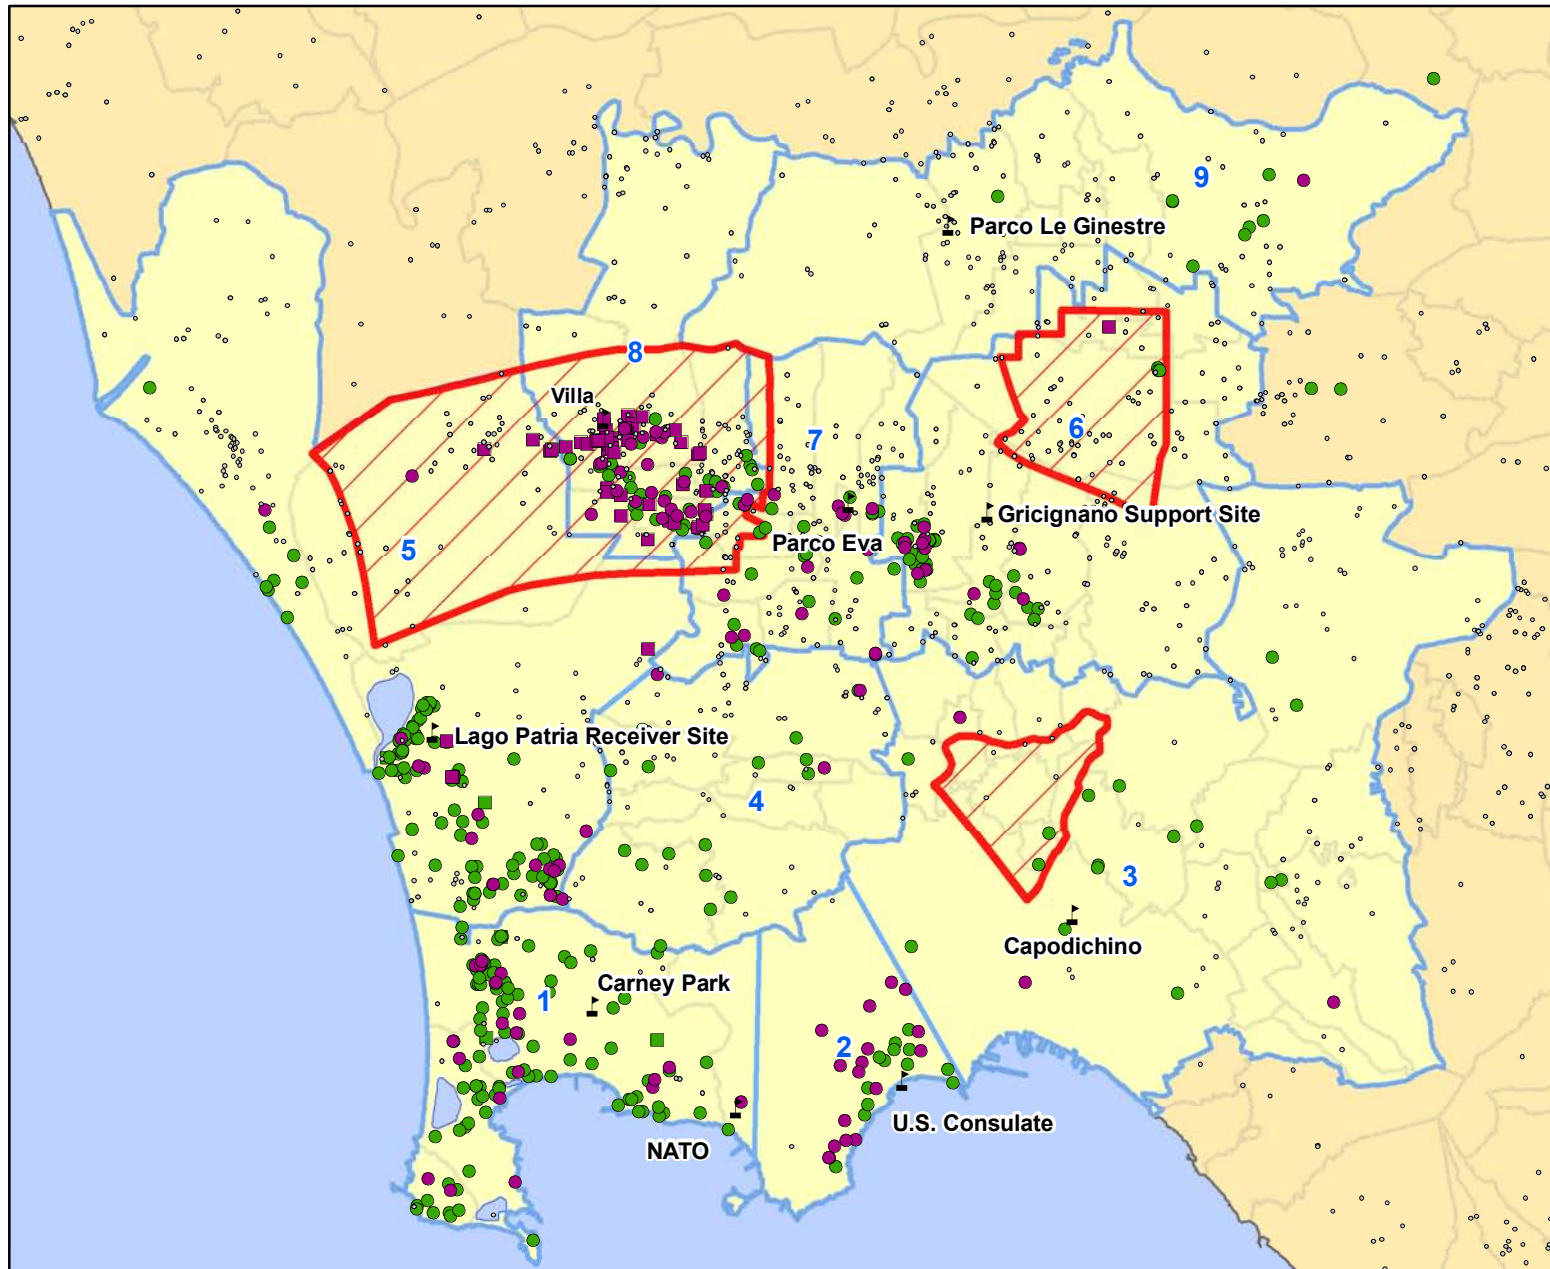 9
Parco Le Ginestre
8
Villa
6
7
Gricignano Support Site
Parco Eva
5
Lago Patria Receiver Site
4
3
Capodichino
Carney Park
1
2
U.S. Consulate
NATO